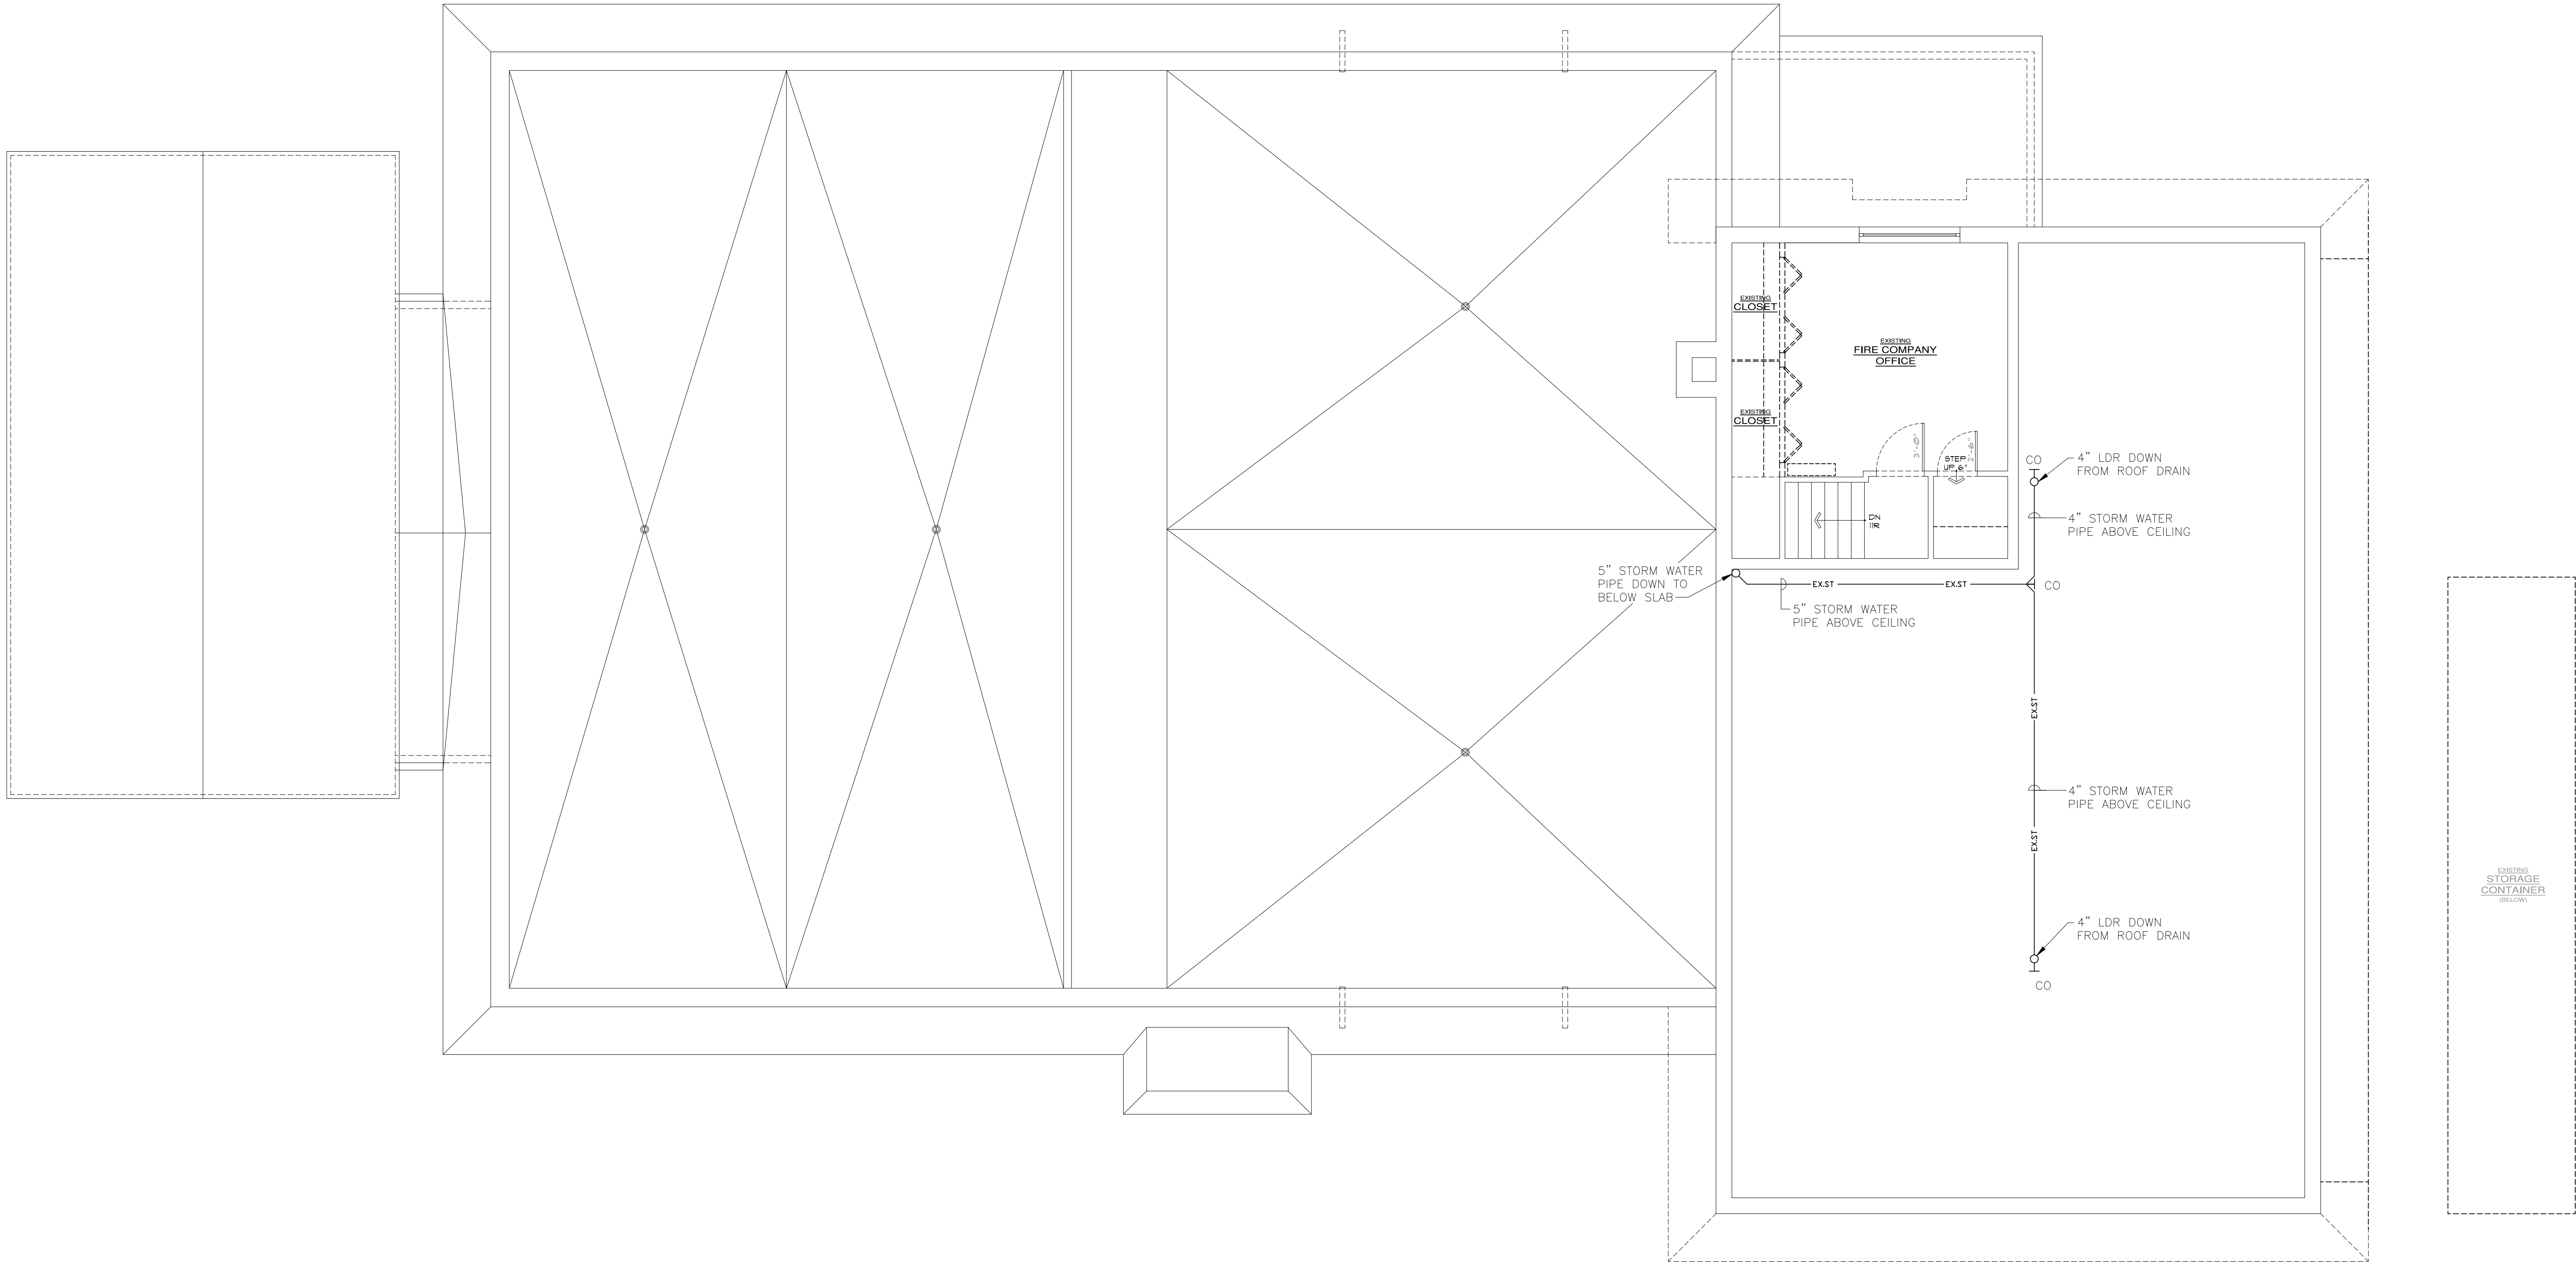 EXISTING
CLOSET
EXISTING
FIRE COMPANY
OFFICE
EXISTING
CLOSET
3'-0"
2'-6"
STEP
UP 6"
DN
11R
CO
4" LDR DOWN
FROM ROOF DRAIN
4" STORM WATER
PIPE ABOVE CEILING
5" STORM WATER
PIPE DOWN TO
BELOW SLAB
EX.ST
EX.ST
CO
5" STORM WATER
PIPE ABOVE CEILING
EX.ST
4" STORM WATER
PIPE ABOVE CEILING
EX.ST
4" LDR DOWN
FROM ROOF DRAIN
CO
EXISTING
STORAGE
CONTAINER
(BELOW)